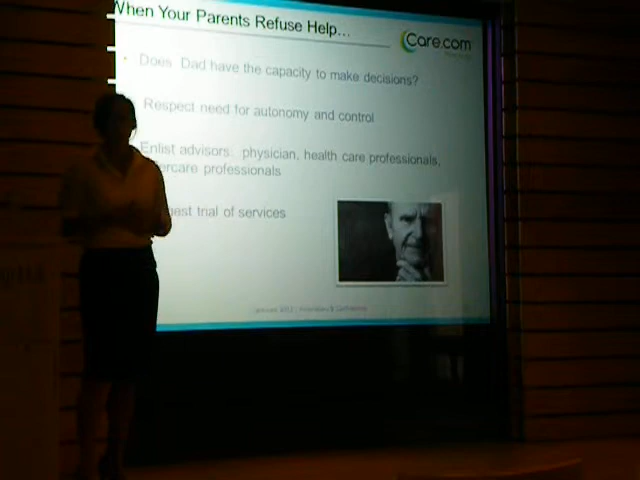 When Your Parents Refuse Help...
Care.com
Does Dad have the capacity to make decisions?
Respect need for autonomy and control
Enlist advisors: physician, health care professionals,
professionals
trial of services